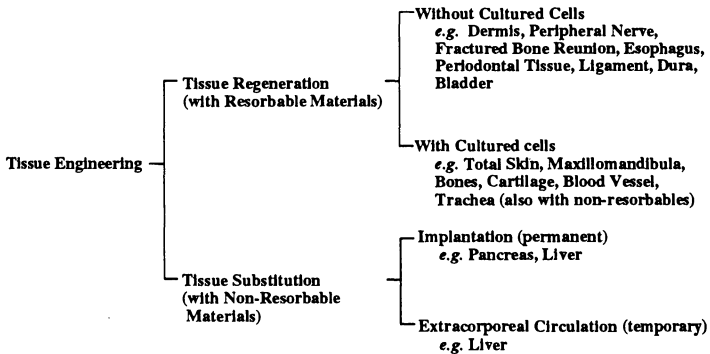 Without Cultured Cells
e.g. Dermis, Peripheral Nerve,
Fractured Bone Reunion, Esophagus,
Periodontal Tissue, Ligament, Dura,
Bladder
Tissue Regeneration
(with Resorbable Materials)
With Cultured cells
e.g. Total Skin, Maxillomandibula,
Bones, Cartilage, Blood Vessel,
Trachea (also with non-resorbables)
Tissue Engineering
Implantation (permanent)
e.g. Pancreas, Liver
Tissue Substitution
(with Non-Resorbable
Materials)
Extracorporeal Circulation (temporary)
e.g. Liver